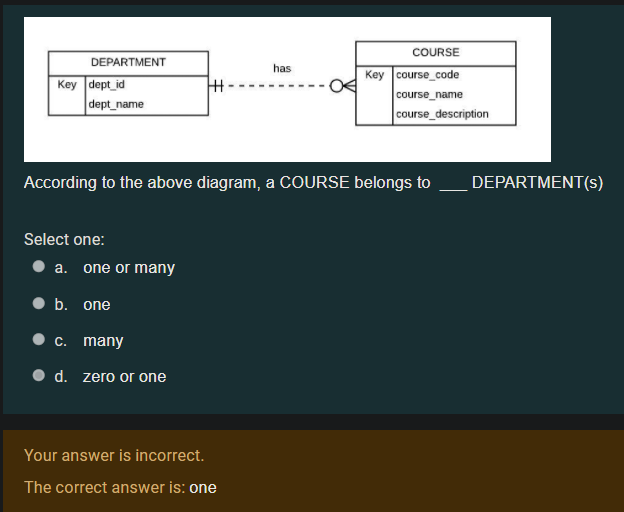 DEPARTMENT
Key dept_id
dept_name
has
COURSE
Key course_code
course_name
course_description
According to the above diagram, a COURSE belongs to ___ DEPARTMENT(s)
Select one:
a. one or many
b. one
c. many
d. zero or one
Your answer is incorrect.
The correct answer is: one